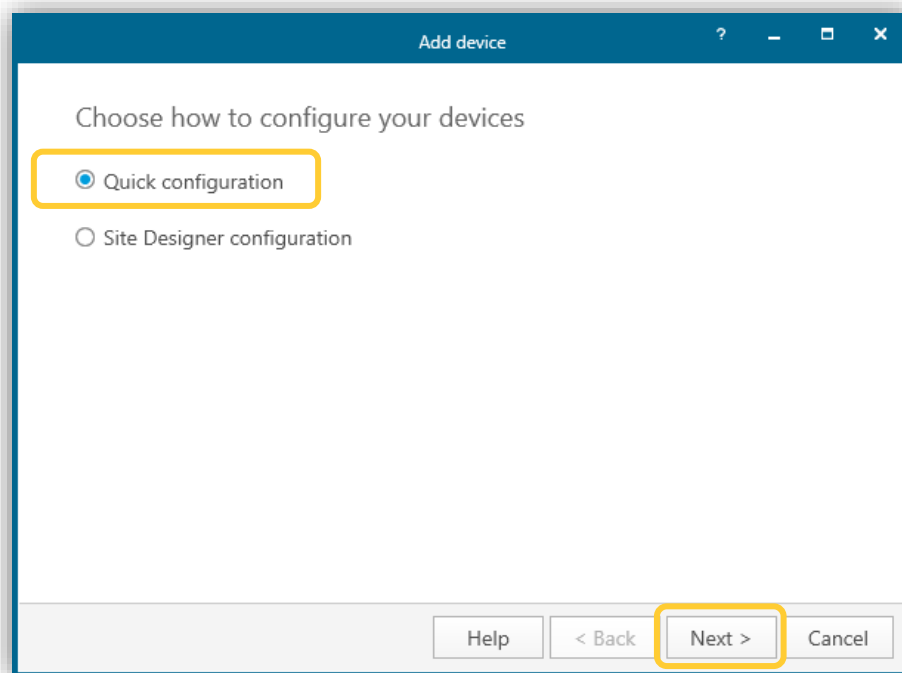 Add device
?
Choose how to configure your devices
Quick configuration
Site Designer configuration
Help
< Back
Next >
Cancel